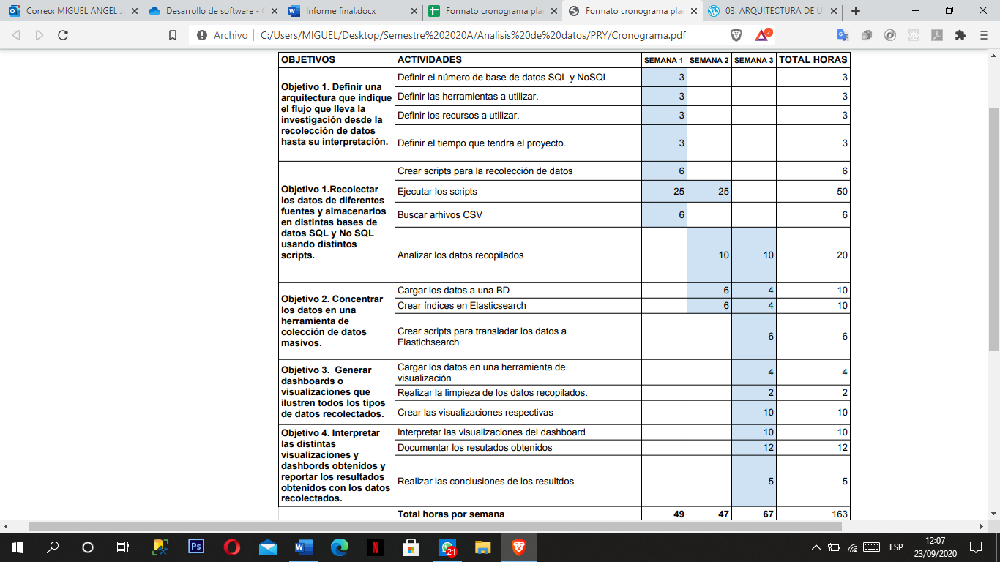 Correo: MIGUEL ANGEL J
Desarrollo de software - 
Informe final.docx
Formato cronograma pla
Formato cronograma pla
03. ARQUITECTURA DE U
Archivo
C:/Users/MIGUEL/Desktop/Semestre%202020A/Analisis%20de%20datos/PRY/Cronograma.pdf
2
OBJETIVOS ACTIVIDADES SEMANA 1 SEMANA 2 SEMANA 3 TOTAL HORAS
Objetivo 1. Definir una
arquitectura que indique
el flujo que lleva la
investigación desde la
recolección de datos
hasta su interpretación.
Definir el número de base de datos SQL y NoSQL 3 3
Definir las herramientas a utilizar. 3 3
Definir los recursos a utilizar. 3 3
Definir el tiempo que tendra el proyecto. 3 3
Objetivo 1.Recolectar
los datos de diferentes
fuentes y almacenarlos
en distintas bases de
datos SQL y No SQL
usando distintos
scripts.
Crear scripts para la recolección de datos 6 6
Ejecutar los scripts 25 25 50
Buscar arhivos CSV 6 6
Analizar los datos recopilados 10 10 20
Objetivo 2. Concentrar
los datos en una
herramienta de
colección de datos
masivos.
Cargar los datos a una BD 6 4 10
Crear índices en Elasticsearch 6 4 10
Crear scripts para transladar los datos a
Elastichsearch 6 6
Objetivo 3.  Generar
dashboards o
visualizaciones que
ilustren todos los tipos
de datos recolectados.
Cargar los datos en una herramienta de
visualización 4 4
Realizar la limpieza de los datos recopilados. 2 2
Crear las visualizaciones respectivas 10 10
Objetivo 4. Interpretar
las distintas
visualizaciones y
dashbords obtenidos y
reportar los resultados
obtenidos con los datos
recolectados.
Interpretar las visualizaciones del dashboard 10 10
Documentar los resutados obtenidos 12 12
Realizar las conclusiones de los resultdos 5 5
Total horas por semana 49 47 67 163
Ps
21
ESP
12:07
23/09/2020